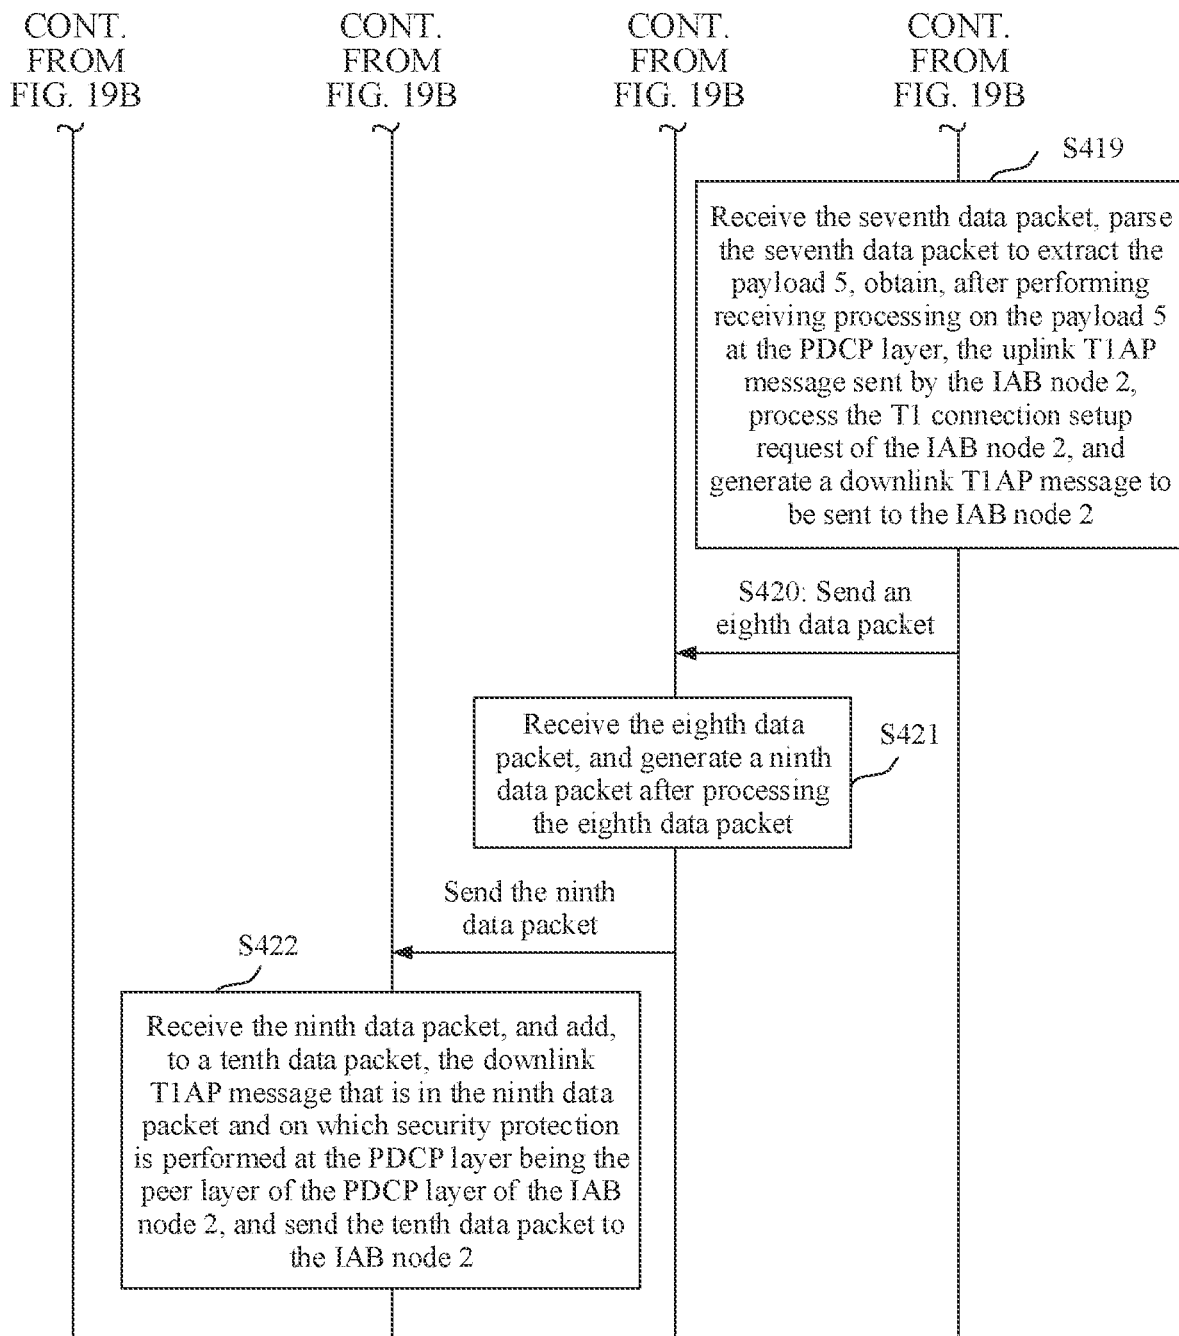 CONT.
FROM
FIG. 19B
CONT.
FROM
FIG. 19B
CONT.
FROM
FIG. 19B
CONT.
FROM
FIG. 19B
S419
Receive the seventh data packet, parse
the seventh data packet to extract the
payload 5, obtain, after performing
receiving processing on the payload 5
at the PDCP layer, the uplink T1AP
message sent by the IAB node 2,
process the T1 connection setup
request of the IAB node 2, and
generate a downlink T1AP message to
be sent to the IAB node 2
S420: Send an
eighth data packet
Receive the eighth data
packet, and generate a ninth
data packet after processing
the eighth data packet
S421
Send the ninth
data packet
S422
Receive the ninth data packet, and add,
to a tenth data packet, the downlink
T1AP message that is in the ninth data
packet and on which security protection
is performed at the PDCP layer being the
peer layer of the PDCP layer of the IAB
node 2, and send the tenth data packet to
the IAB node 2